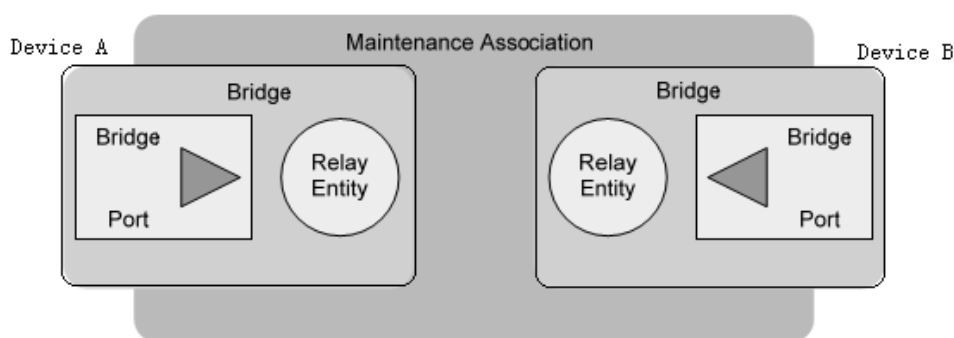 Maintenance Association
Device A
Device B
Bridge
Bridge
Bridge
Port
Relay
Entity
Relay
Entity
Bridge
Port